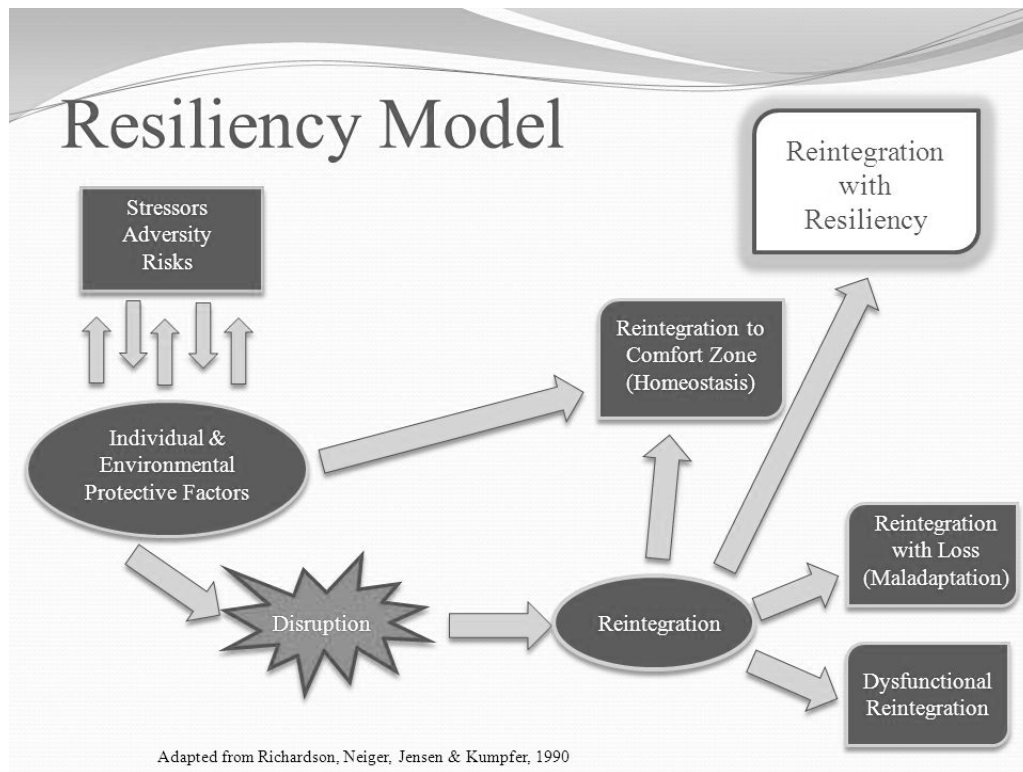 Resiliency Model
Reintegration
with
Resiliency
Stressors
Adversity
Risks
Reintegration to
Comfort Zone
(Homeostasis)
Individual &
Environmental
Protective Factors
Reintegration
with Loss
(Maladaptation)
Disruption
Reintegration
Dysfunctional
Reintegration
Adapted from Richardson, Neiger, Jensen & Kumpfer, 1990